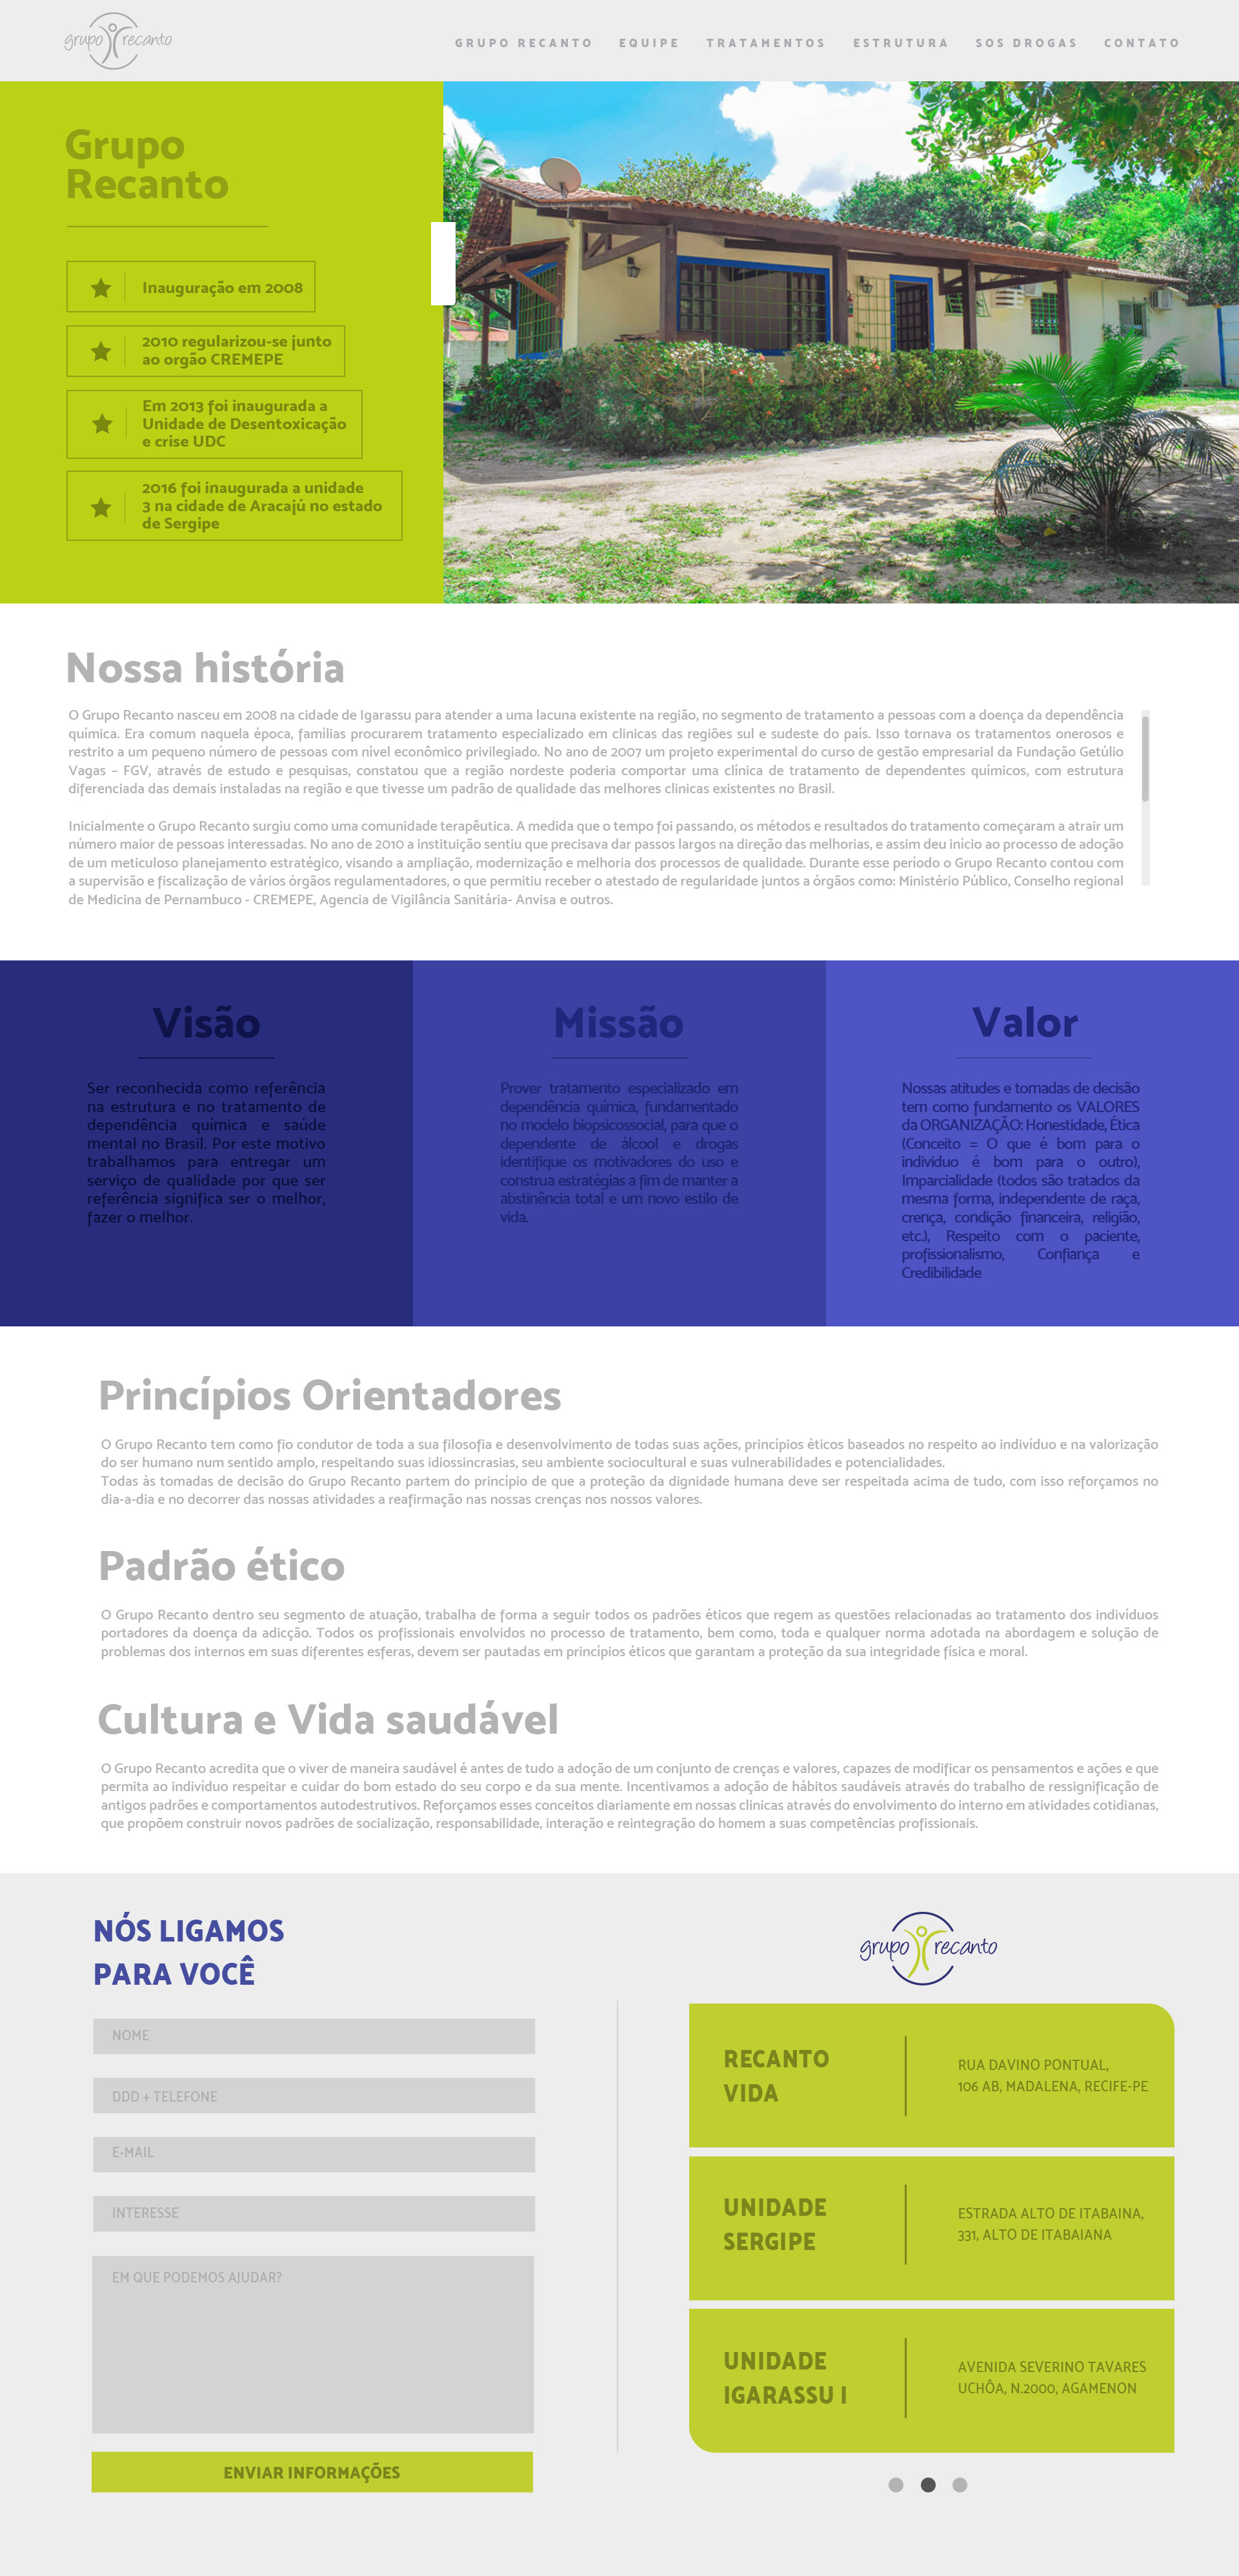 grupo recanto
GRUPO RECANTO EQUIPE TRATAMENTOS ESTRUTURA SOS DROGAS CONTATO
Grupo
Recanto
Inauguração em 2008
2010 regularizou-se junto
ao orgão CREMEPE
Em 2013 foi inaugurada a
Unidade de Desentoxicação
e crise UDC
2016 foi inaugurada a unidade
3 na cidade de Aracajú no estado
de Sergipe
Nossa história
O Grupo Recanto nasceu em 2008 na cidade de Igarassu para atender a uma lacuna existente na região, no segmento de tratamento a pessoas com a doença da dependência
química. Era comum naquela época, famílias procurarem tratamento especializado em clinicas das regiões sul e sudeste do país. Isso tornava os tratamentos onerosos e
restrito a um pequeno número de pessoas com nível econômico privilegiado. No ano de 2007 um projeto experimental do curso de gestão empresarial da Fundação Getúlio
Vagas – FGV, através de estudo e pesquisas, constatou que a região nordeste poderia comportar uma clínica de tratamento de dependentes químicos, com estrutura
diferenciada das demais instaladas na região e que tivesse um padrão de qualidade das melhores clinicas existentes no Brasil.
Inicialmente o Grupo Recanto surgiu como uma comunidade terapêutica. A medida que o tempo foi passando, os métodos e resultados do tratamento começaram a atrair um
número maior de pessoas interessadas. No ano de 2010 a instituição sentiu que precisava dar passos largos na direção das melhorias, e assim deu início ao processo de adoção
de um meticuloso planejamento estratégico, visando a ampliação, modernização e melhoria dos processos de qualidade. Durante esse período o Grupo Recanto contou com
a supervisão e fiscalização de vários órgãos regulamentadores, o que permitiu receber o atestado de regularidade juntos a órgãos como: Ministério Público, Conselho regional
de Medicina de Pernambuco - CREMEPE, Agencia de Vigilância Sanitária- Anvisa e outros.
Visão
Ser reconhecida como referência
na estrutura e no tratamento de
dependência química e saúde
mental no Brasil. Por este motivo
trabalhamos para entregar um
serviço de qualidade por que ser
referência significa ser o melhor,
fazer o melhor.
Missão
Prover tratamento especializado em
dependência química, fundamentado
no modelo biopsicossocial, para que o
dependente de álcool e drogas
identifique os motivadores do uso e
construa estratégias a fim de manter a
abstinência total e um novo estilo de
vida.
Valor
Nossas atitudes e tomadas de decisão
tem como fundamento os VALORES
da ORGANIZAÇÃO: Honestidade, Ética
(Conceito = O que é bom para o
individuo é bom para o outro),
Imparcialidade (todos são tratados da
mesma forma, independente de raça,
crença, condição financeira, religião,
etc.), Respeito com o paciente,
profissionalismo, Confiança e
Credibilidade
Princípios Orientadores
O Grupo Recanto tem como fio condutor de toda a sua filosofia e desenvolvimento de todas suas ações, princípios éticos baseados no respeito ao indivíduo e na valorização
do ser humano num sentido amplo, respeitando suas idiossincrasias, seu ambiente sociocultural e suas vulnerabilidades e potencialidades.
Todas às tomadas de decisão do Grupo Recanto partem do princípio de que a proteção da dignidade humana deve ser respeitada acima de tudo, com isso reforçamos no
dia-a-dia e no decorrer das nossas atividades a reafirmação nas nossas crenças nos nossos valores.
Padrão ético
O Grupo Recanto dentro seu segmento de atuação, trabalha de forma a seguir todos os padrões éticos que regem as questões relacionadas ao tratamento dos indivíduos
portadores da doença da adicção. Todos os profissionais envolvidos no processo de tratamento, bem como, toda e qualquer norma adotada na abordagem e solução de
problemas dos internos em suas diferentes esferas, devem ser pautadas em princípios éticos que garantam a proteção da sua integridade física e moral.
Cultura e Vida saudável
O Grupo Recanto acredita que o viver de maneira saudável é antes de tudo a adoção de um conjunto de crenças e valores, capazes de modificar os pensamentos e ações e que
permita ao indivíduo respeitar e cuidar do bom estado do seu corpo e da sua mente. Incentivamos a adoção de hábitos saudáveis através do trabalho de ressignificação de
antigos padrões e comportamentos autodestrutivos. Reforçamos esses conceitos diariamente em nossas clinicas através do envolvimento do interno em atividades cotidianas,
que propõem construir novos padrões de socialização, responsabilidade, interação e reintegração do homem a suas competências profissionais.
NÓS LIGAMOS
PARA VOCÊ
NOME
DDD + TELEFONE
E-MAIL
INTERESSE
EM QUE PODEMOS AJUDAR?
ENVIAR INFORMAÇÕES
grupo recanto
RECANTO
VIDA
RUA DAVINO PONTUAL,
106 AB, MADALENA, RECIFE-PE
UNIDADE
SERGIPE
ESTRADA ALTO DE ITABAINA,
331, ALTO DE ITABAIANA
UNIDADE
IGARASSU I
AVENIDA SEVERINO TAVARES
UCHÔA, N.2000, AGAMENON